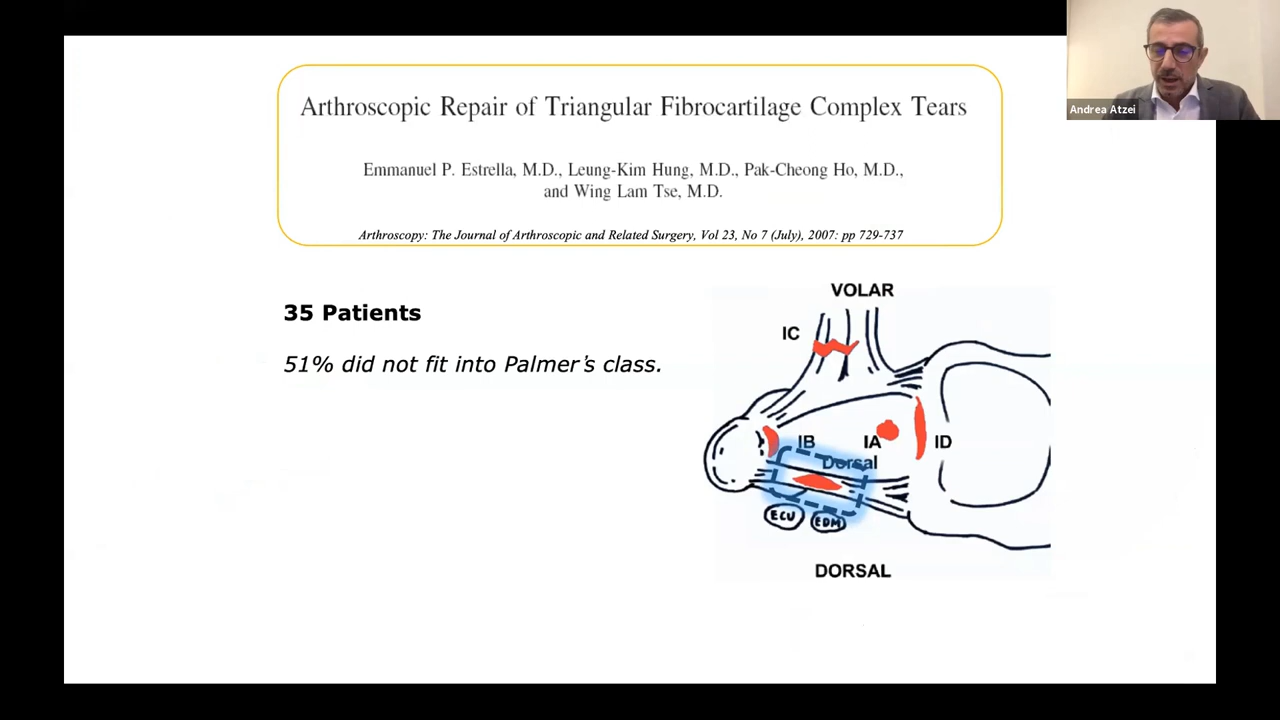 Andrea Atzei
Arthroscopic Repair of Triangular Fibrocartilage Complex Tears
Emmanuel P. Estrella, M.D., Leung-Kim Hung, M.D., Pak-Cheong Ho, M.D.,
and Wing Lam Tse, M.D.
Arthroscopy: The Journal of Arthroscopic and Related Surgery, Vol 23, No 7 (July), 2007: pp 729-737
35 Patients
51% did not fit into Palmer’s class.
VOLAR
IC
IB
IA
ID
Dorsal
ECU
EDM
DORSAL